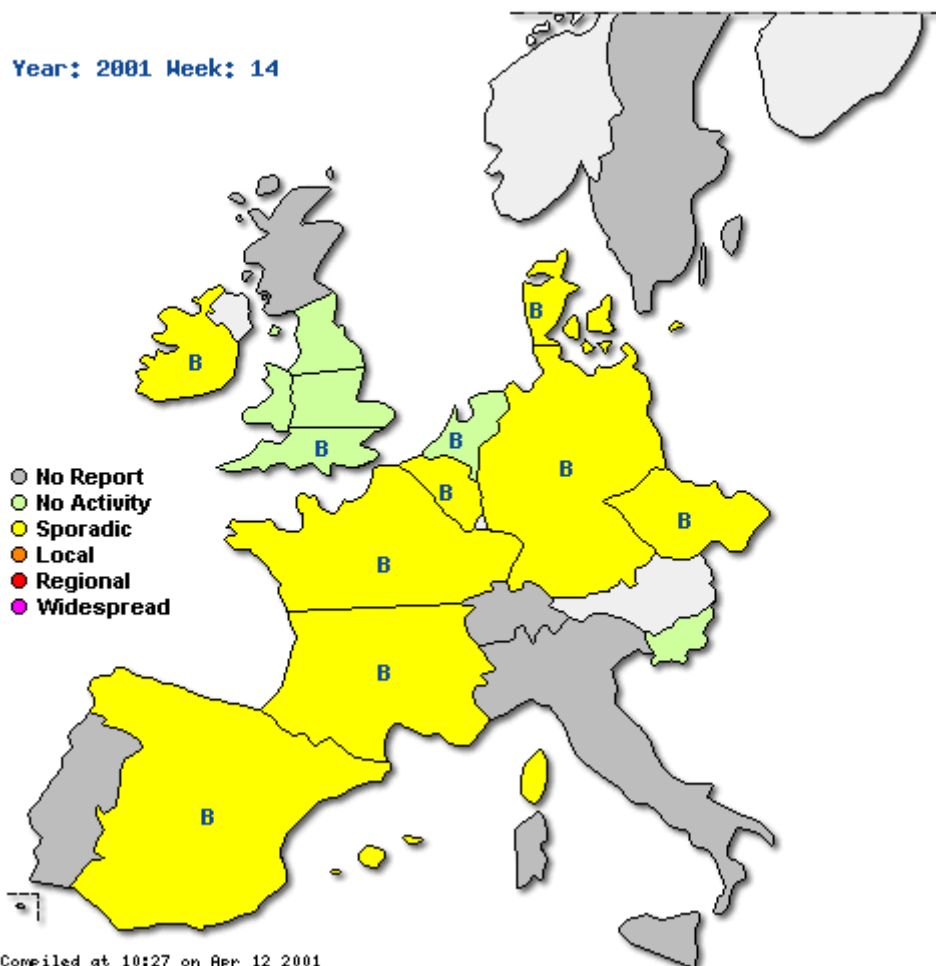 Year: 2001 Week: 14
B
B
B
B
B
B
B
No Report
No Activity
Sporadic
Local
Regional
Widespread
B
B
B
B
Compiled at 10:27 on Apr 12 2001